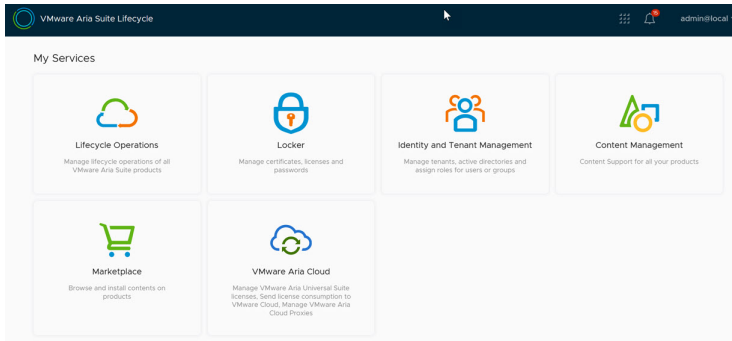 VMware Aria Suite Lifecycle
15
admin@local
My Services
Lifecycle Operations
Manage lifecycle operations of all
VMware Aria Suite products
Locker
Manage certificates, licenses and
passwords
Identity and Tenant Management
Manage tenants, active directories and
assign roles for users or groups
Content Management
Content Support for all your products
Marketplace
Browse and install contents on
products
VMware Aria Cloud
Manage VMware Aria Universal Suite
licenses, Send license consumption to
VMware Cloud, Manage VMware Aria
Cloud Proxies